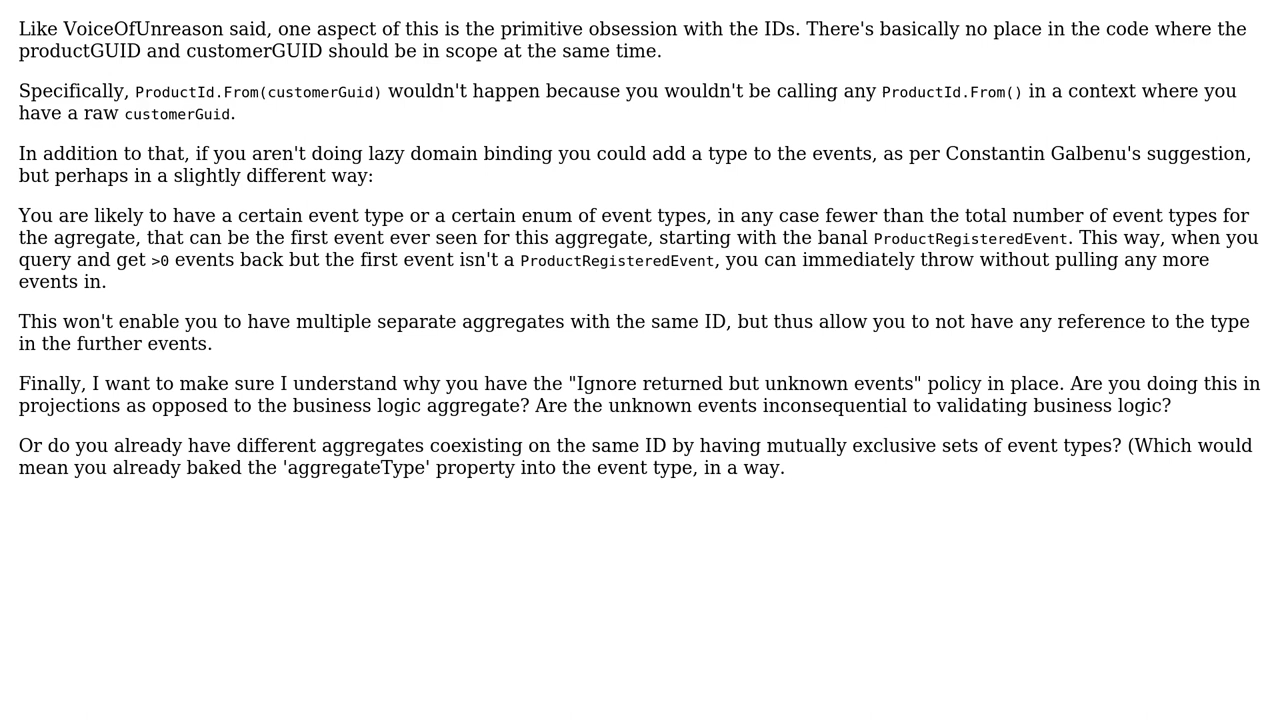 Like VoiceOfUnreason said, one aspect of this is the primitive obsession with the IDs. There's basically no place in the code where the
productGUID and customerGUID should be in scope at the same time.
Specifically, ProductId.From(customerGuid) wouldn't happen because you wouldn't be calling any ProductId.From() in a context where you
have a raw customerGuid.
In addition to that, if you aren't doing lazy domain binding you could add a type to the events, as per Constantin Galbenu's suggestion,
but perhaps in a slightly different way:
You are likely to have a certain event type or a certain enum of event types, in any case fewer than the total number of event types for
the agregate, that can be the first event ever seen for this aggregate, starting with the banal ProductRegisteredEvent. This way, when you
query and get >0 events back but the first event isn't a ProductRegisteredEvent, you can immediately throw without pulling any more
events in.
This won't enable you to have multiple separate aggregates with the same ID, but thus allow you to not have any reference to the type
in the further events.
Finally, I want to make sure I understand why you have the "Ignore returned but unknown events" policy in place. Are you doing this in
projections as opposed to the business logic aggregate? Are the unknown events inconsequential to validating business logic?
Or do you already have different aggregates coexisting on the same ID by having mutually exclusive sets of event types? (Which would
mean you already baked the 'aggregateType' property into the event type, in a way.